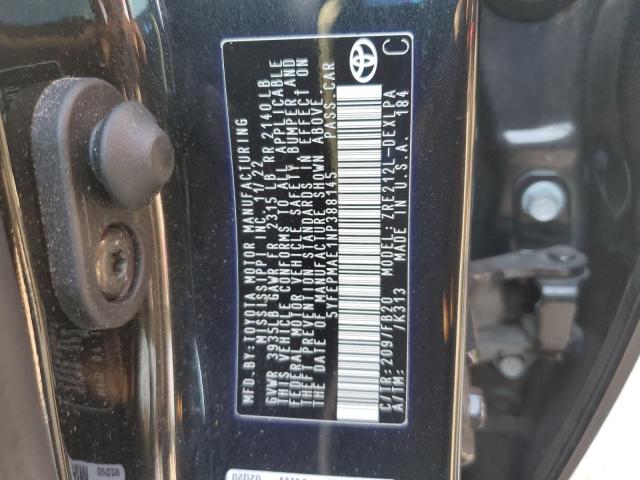 MFD.BY:TOYOTA MOTOR MANUFACTURING
MISSISSIPPI INC. 11/22
GVWR 3935LB GAWR FR 2315 LB RR 2140 LB
THIS VEHICLE CONFORMS TO ALL APPLICABLE
FEDERAL MOTOR VEHICLE SAFETY, BUMPER, AND
THEFT PREVENTION STANDARDS IN EFFECT ON
THE DATE OF MANUFACTURE SHOWN ABOVE.
5YFEPMAE1NP388145 PASS.CAR
C/TR: 209/FB20 MODEL: ZRE212L-DEXLPA
A/TM: /K313 MADE IN U.S.A. 184
TOYOTA
C